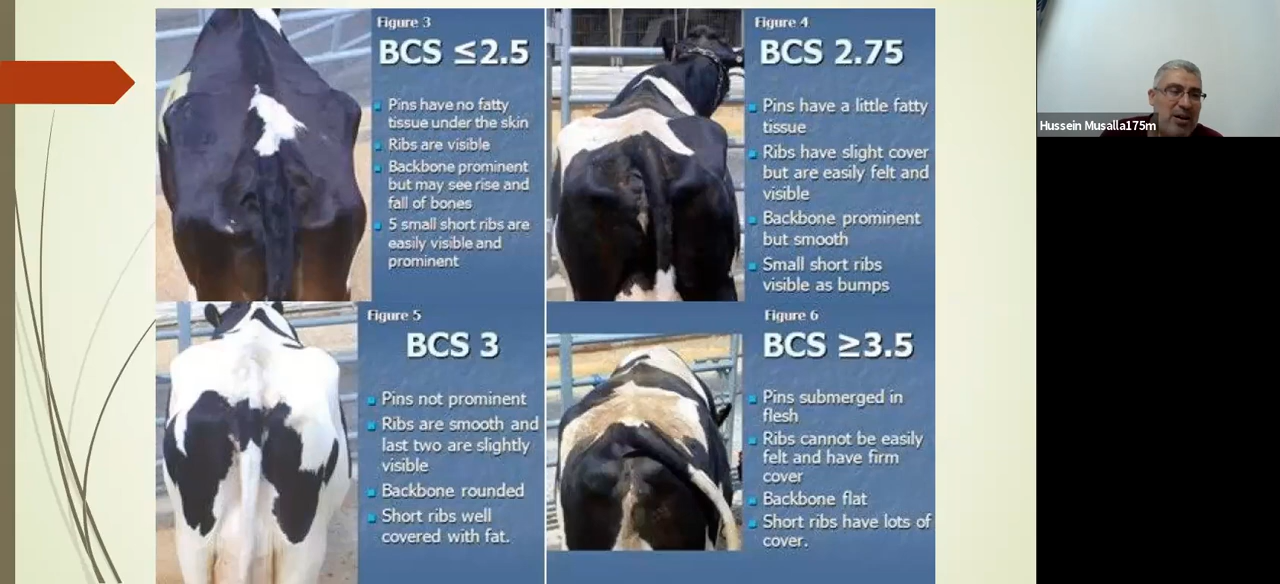 Figure 3
BCS ≤2.5
Pins have no fatty
tissue under the skin
Ribs are visible
Backbone prominent
but may see rise and
fall of bones
5 small short ribs are
easily visible and
prominent
Figure 4
BCS 2.75
Pins have a little fatty
tissue
Ribs have slight cover
but are easily felt and
visible
Backbone prominent
but smooth
Small short ribs
visible as bumps
Figure 5
BCS 3
Pins not prominent
Ribs are smooth and
last two are slightly
visible
Backbone rounded
Short ribs well
covered with fat.
Figure 6
BCS ≥3.5
Pins submerged in
flesh
Ribs cannot be easily
felt and have firm
cover
Backbone flat
Short ribs have lots of
cover.
Hussein Musalla175m